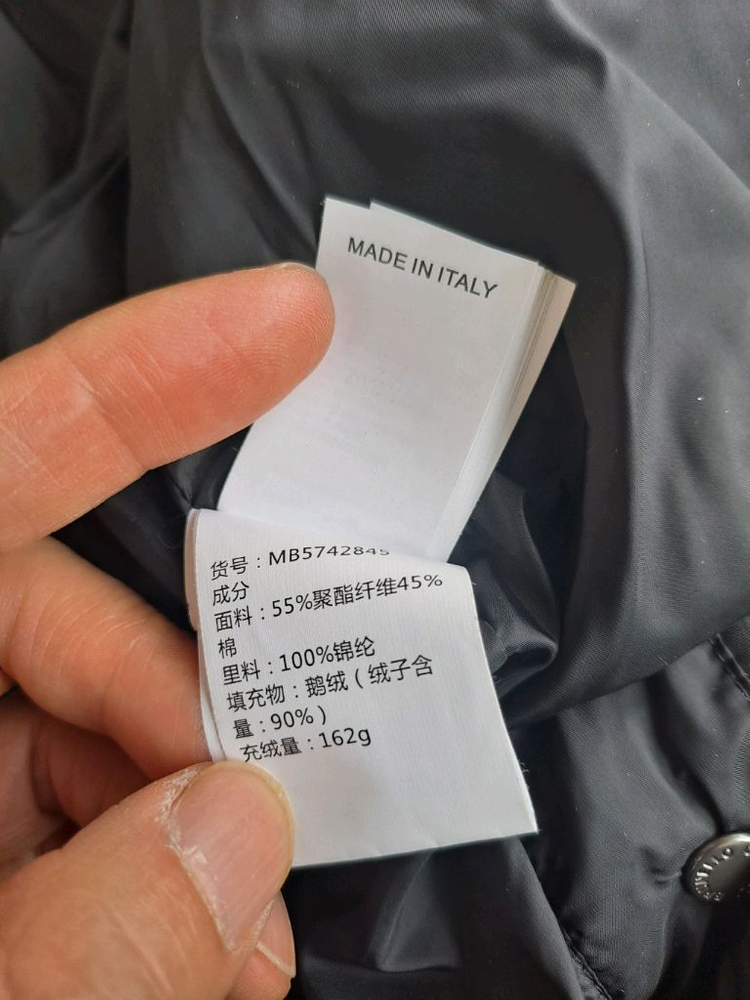 MADE IN ITALY
货号：MB5742845
成分
面料：55%聚酯纤维45%
棉
里料：100%锦纶
填充物：鹅绒（绒子含
量：90%）
充绒量：162g